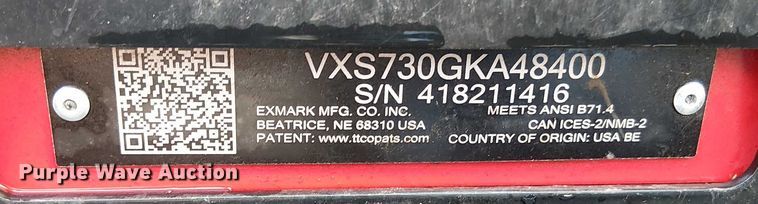 VXS730GKA48400
S/N 418211416
EXMARK MFG. CO. INC. MEETS ANSI B71.4
BEATRICE, NE 68310 USA CAN ICES-2/NMB-2
PATENT: www.ttcopats.com COUNTRY OF ORIGIN: USA BE
Purple Wave Auction